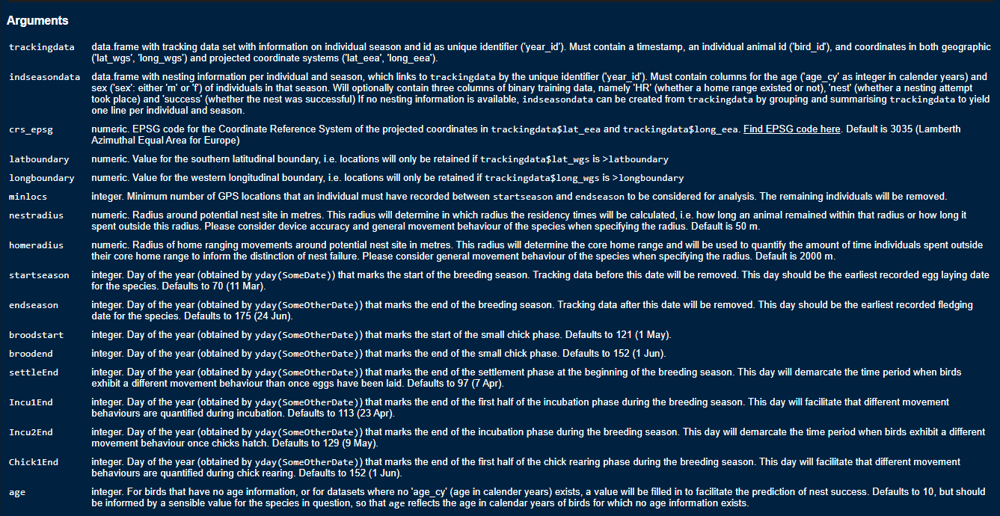 Arguments
trackingdata data.frame with tracking data set with information on individual season and id as unique identifier ('year_id'). Must contain a timestamp, an individual animal id ('bird_id'), and coordinates in both geographic
('lat_wgs', 'long_wgs') and projected coordinate systems ('lat_eea', 'long_eea').
indseasondata data.frame with nesting information per individual and season, which links to trackingdata by the unique identifier ('year_id'). Must contain columns for the age ('age_cy' as integer in calender years) and
sex ('sex': either 'm' or 'f') of individuals in that season. Will optionally contain three columns of binary training data, namely 'HR' (whether a home range existed or not), 'nest' (whether a nesting attempt
took place) and 'success' (whether the nest was successful) If no nesting information is available, indseasondata can be created from trackingdata by grouping and summarising trackingdata to yield
one line per individual and season.
crs_epsg numeric. EPSG code for the Coordinate Reference System of the projected coordinates in trackingdata$lat_eea and trackingdata$long_eea. Find EPSG code here. Default is 3035 (Lamberth
Azimuthal Equal Area for Europe)
latboundary numeric. Value for the southern latitudinal boundary, i.e. locations will only be retained if trackingdata$lat_wgs is >latboundary
longboundary numeric. Value for the western longitudinal boundary, i.e. locations will only be retained if trackingdata$long_wgs is >longboundary
minlocs integer. Minimum number of GPS locations that an individual must have recorded between startseason and endseason to be considered for analysis. The remaining individuals will be removed.
nestradius numeric. Radius around potential nest site in metres. This radius will determine in which radius the residency times will be calculated, i.e. how long an animal remained within that radius or how long it
spent outside this radius. Please consider device accuracy and general movement behaviour of the species when specifying the radius. Default is 50 m.
homeradius numeric. Radius of home ranging movements around potential nest site in metres. This radius will determine the core home range and will be used to quantify the amount of time individuals spent outside
their core home range to inform the distinction of nest failure. Please consider general movement behaviour of the species when specifying the radius. Default is 2000 m.
startseason integer. Day of the year (obtained by yday(SomeDate)) that marks the start of the breeding season. Tracking data before this date will be removed. This day should be the earliest recorded egg laying date
for the species. Defaults to 70 (11 Mar).
endseason integer. Day of the year (obtained by yday(SomeOtherDate)) that marks the end of the breeding season. Tracking data after this date will be removed. This day should be the earliest recorded fledging
date for the species. Defaults to 175 (24 Jun).
broodstart integer. Day of the year (obtained by yday(SomeOtherDate)) that marks the start of the small chick phase. Defaults to 121 (1 May).
broodend integer. Day of the year (obtained by yday(SomeOtherDate)) that marks the end of the small chick phase. Defaults to 152 (1 Jun).
settleEnd integer. Day of the year (obtained by yday(SomeOtherDate)) that marks the end of the settlement phase at the beginning of the breeding season. This day will demarcate the time period when birds
exhibit a different movement behaviour than once eggs have been laid. Defaults to 97 (7 Apr).
Incu1End integer. Day of the year (obtained by yday(SomeOtherDate)) that marks the end of the first half of the incubation phase during the breeding season. This day will facilitate that different movement
behaviours are quantified during incubation. Defaults to 113 (23 Apr).
Incu2End integer. Day of the year (obtained by yday(SomeOtherDate)) that marks the end of the incubation phase during the breeding season. This day will demarcate the time period when birds exhibit a different
movement behaviour once chicks hatch. Defaults to 129 (9 May).
Chick1End integer. Day of the year (obtained by yday(SomeOtherDate)) that marks the end of the first half of the chick rearing phase during the breeding season. This day will facilitate that different movement
behaviours are quantified during chick rearing. Defaults to 152 (1 Jun).
age integer. For birds that have no age information, or for datasets where no 'age_cy' (age in calender years) exists, a value will be filled in to facilitate the prediction of nest success. Defaults to 10, but should
be informed by a sensible value for the species in question, so that age reflects the age in calendar years of birds for which no age information exists.